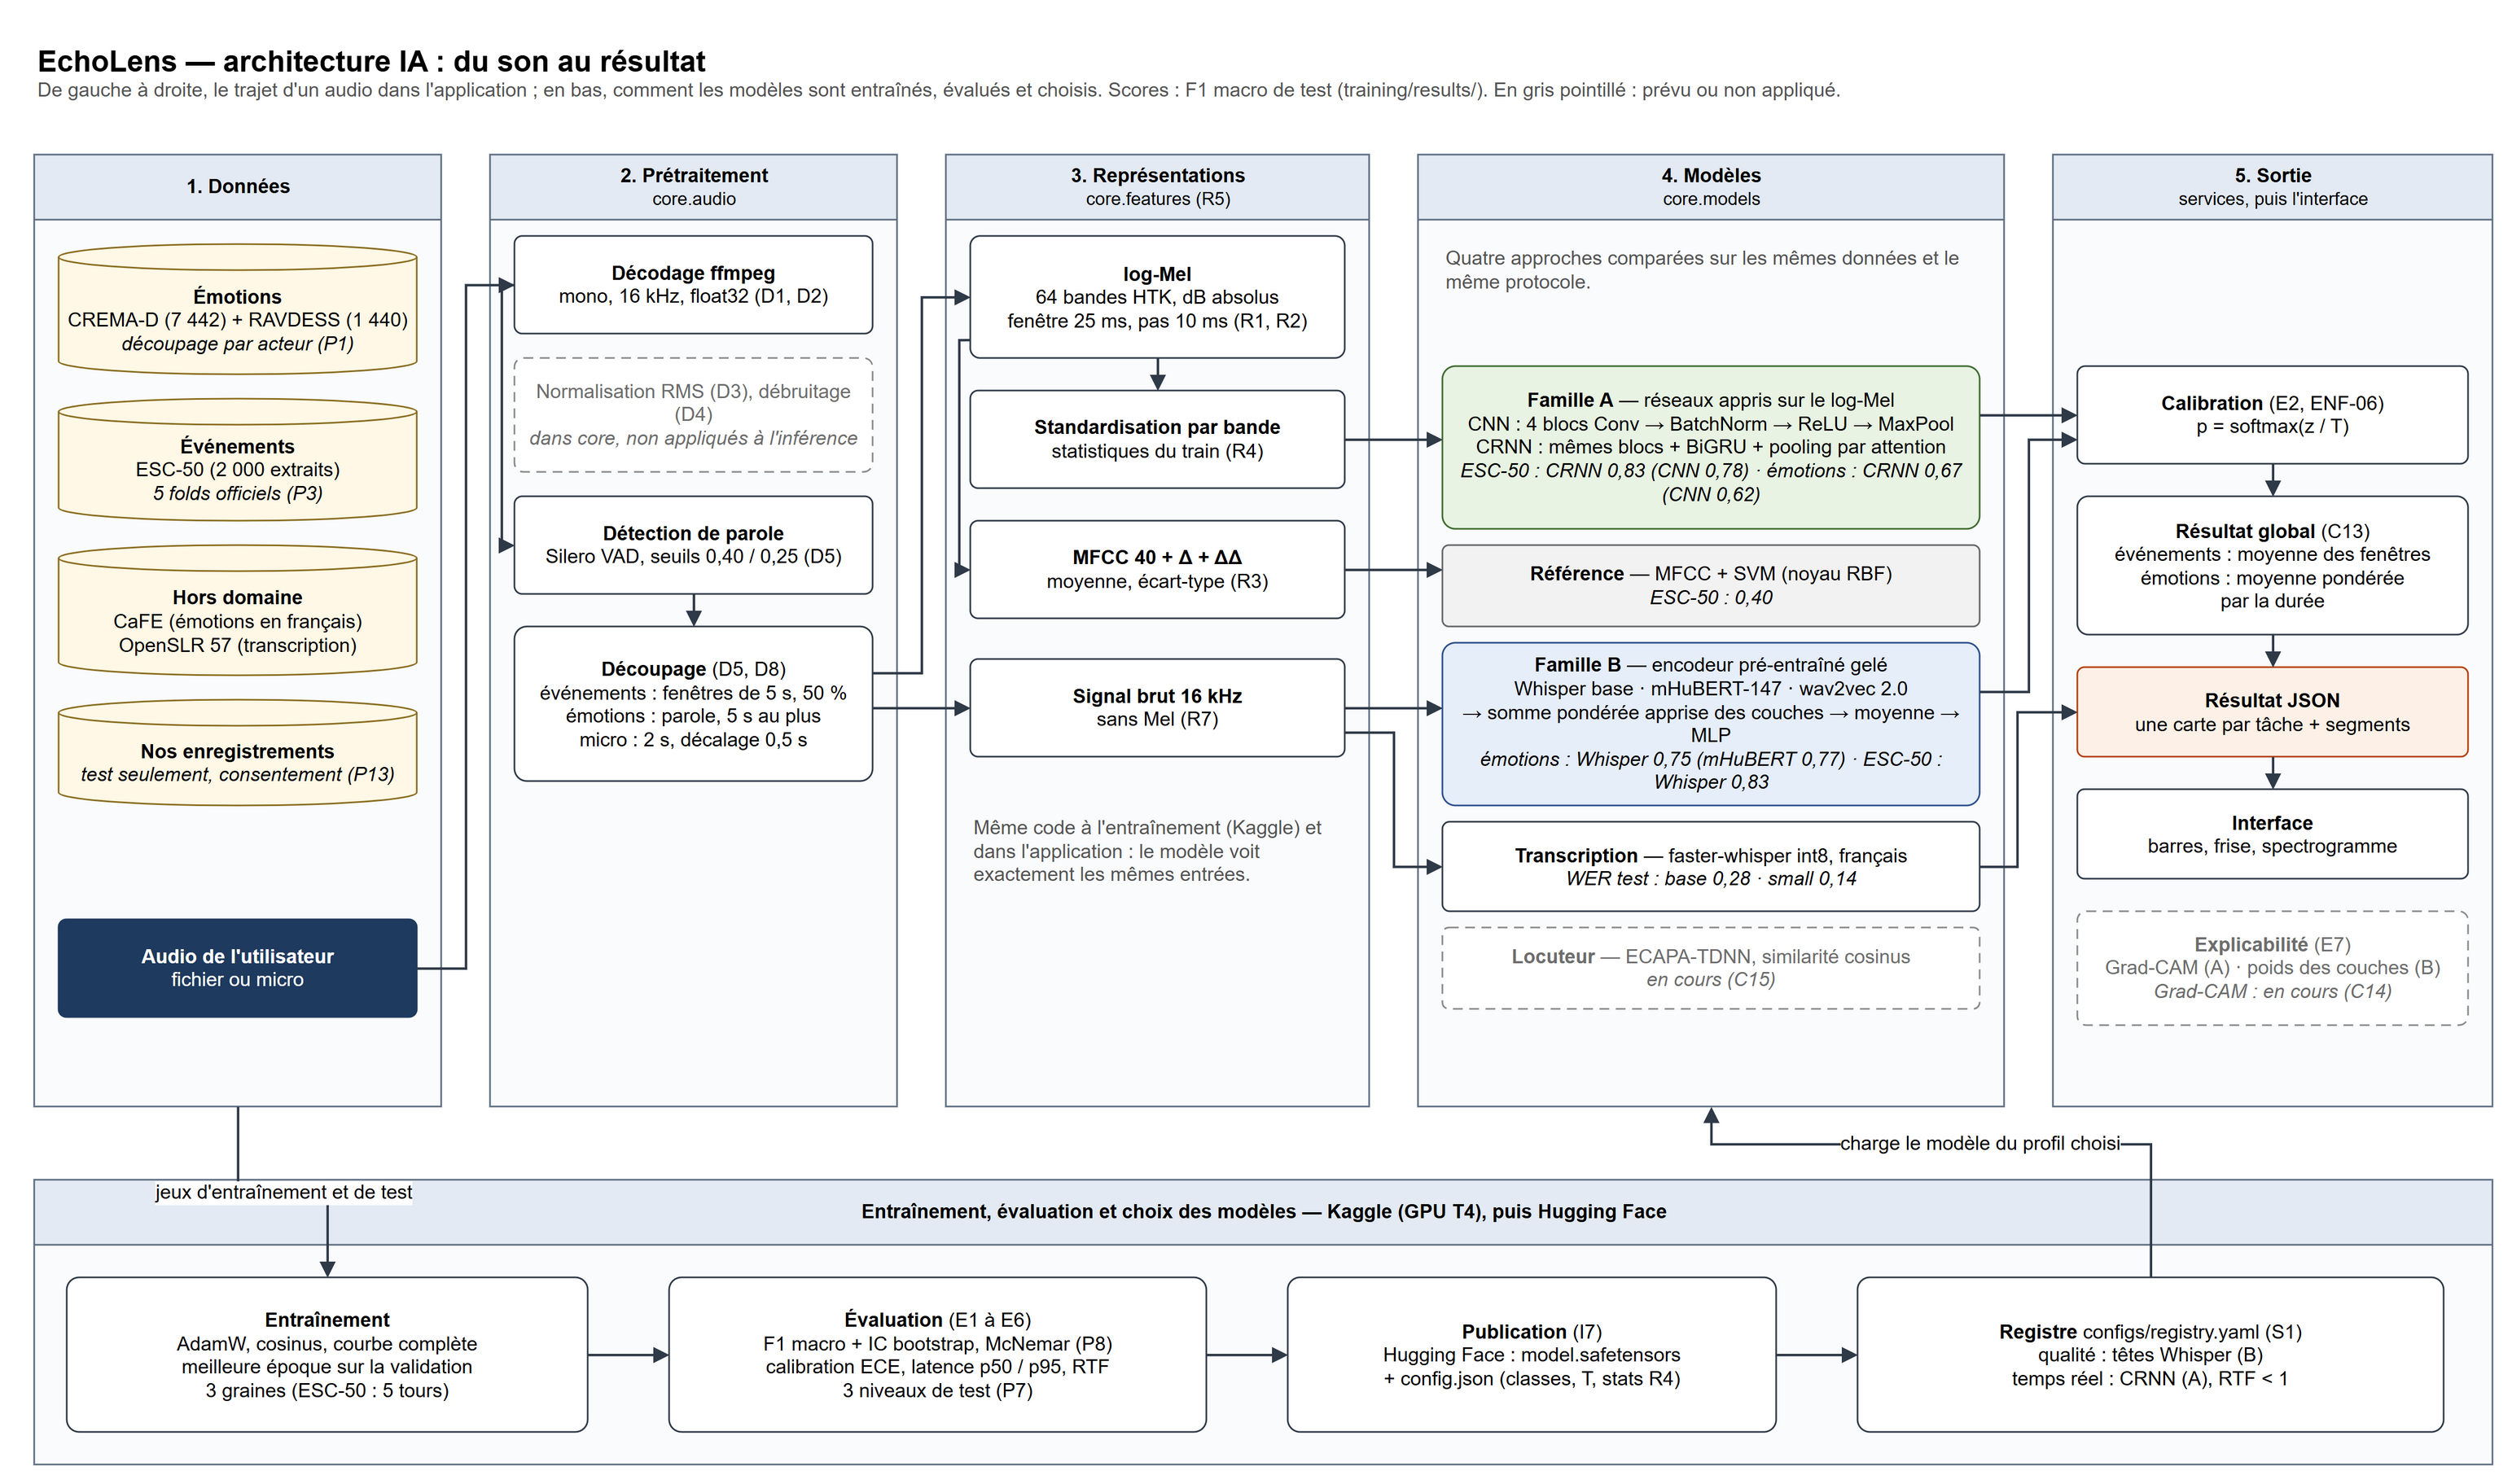 EchoLens — architecture IA : du son au résultat
De gauche à droite, le trajet d'un audio dans l'application ; en bas, comment les modèles sont entraînés, évalués et choisis. Scores : F1 macro de test (training/results/). En gris pointillé : prévu ou non appliqué.
1. Données
Émotions
CREMA-D (7 442) + RAVDESS (1 440)
découpage par acteur (P1)
Événements
ESC-50 (2 000 extraits)
5 folds officiels (P3)
Hors domaine
CaFE (émotions en français)
OpenSLR 57 (transcription)
Nos enregistrements
test seulement, consentement (P13)
Audio de l'utilisateur
fichier ou micro
2. Prétraitement
core.audio
Décodage ffmpeg
mono, 16 kHz, float32 (D1, D2)
Normalisation RMS (D3), débruitage
(D4)
dans core, non appliqués à l'inférence
Détection de parole
Silero VAD, seuils 0,40 / 0,25 (D5)
Découpage (D5, D8)
événements : fenêtres de 5 s, 50 %
émotions : parole, 5 s au plus
micro : 2 s, décalage 0,5 s
3. Représentations
core.features (R5)
log-Mel
64 bandes HTK, dB absolus
fenêtre 25 ms, pas 10 ms (R1, R2)
Standardisation par bande
statistiques du train (R4)
MFCC 40 + Δ + ΔΔ
moyenne, écart-type (R3)
Signal brut 16 kHz
sans Mel (R7)
Même code à l'entraînement (Kaggle) et
dans l'application : le modèle voit
exactement les mêmes entrées.
4. Modèles
core.models
Quatre approches comparées sur les mêmes données et le
même protocole.
Famille A — réseaux appris sur le log-Mel
CNN : 4 blocs Conv → BatchNorm → ReLU → MaxPool
CRNN : mêmes blocs + BiGRU + pooling par attention
ESC-50 : CRNN 0,83 (CNN 0,78) · émotions : CRNN 0,67
(CNN 0,62)
Référence — MFCC + SVM (noyau RBF)
ESC-50 : 0,40
Famille B — encodeur pré-entraîné gelé
Whisper base · mHuBERT-147 · wav2vec 2.0
→ somme pondérée apprise des couches → moyenne →
MLP
émotions : Whisper 0,75 (mHuBERT 0,77) · ESC-50 :
Whisper 0,83
Transcription — faster-whisper int8, français
WER test : base 0,28 · small 0,14
Locuteur — ECAPA-TDNN, similarité cosinus
en cours (C15)
5. Sortie
services, puis l'interface
Calibration (E2, ENF-06)
p = softmax(z / T)
Résultat global (C13)
événements : moyenne des fenêtres
émotions : moyenne pondérée
par la durée
Résultat JSON
une carte par tâche + segments
Interface
barres, frise, spectrogramme
Explicabilité (E7)
Grad-CAM (A) · poids des couches (B)
Grad-CAM : en cours (C14)
charge le modèle du profil choisi
jeux d'entraînement et de test
Entraînement, évaluation et choix des modèles — Kaggle (GPU T4), puis Hugging Face
Entraînement
AdamW, cosinus, courbe complète
meilleure époque sur la validation
3 graines (ESC-50 : 5 tours)
Évaluation (E1 à E6)
F1 macro + IC bootstrap, McNemar (P8)
calibration ECE, latence p50 / p95, RTF
3 niveaux de test (P7)
Publication (I7)
Hugging Face : model.safetensors
+ config.json (classes, T, stats R4)
Registre configs/registry.yaml (S1)
qualité : têtes Whisper (B)
temps réel : CRNN (A), RTF < 1